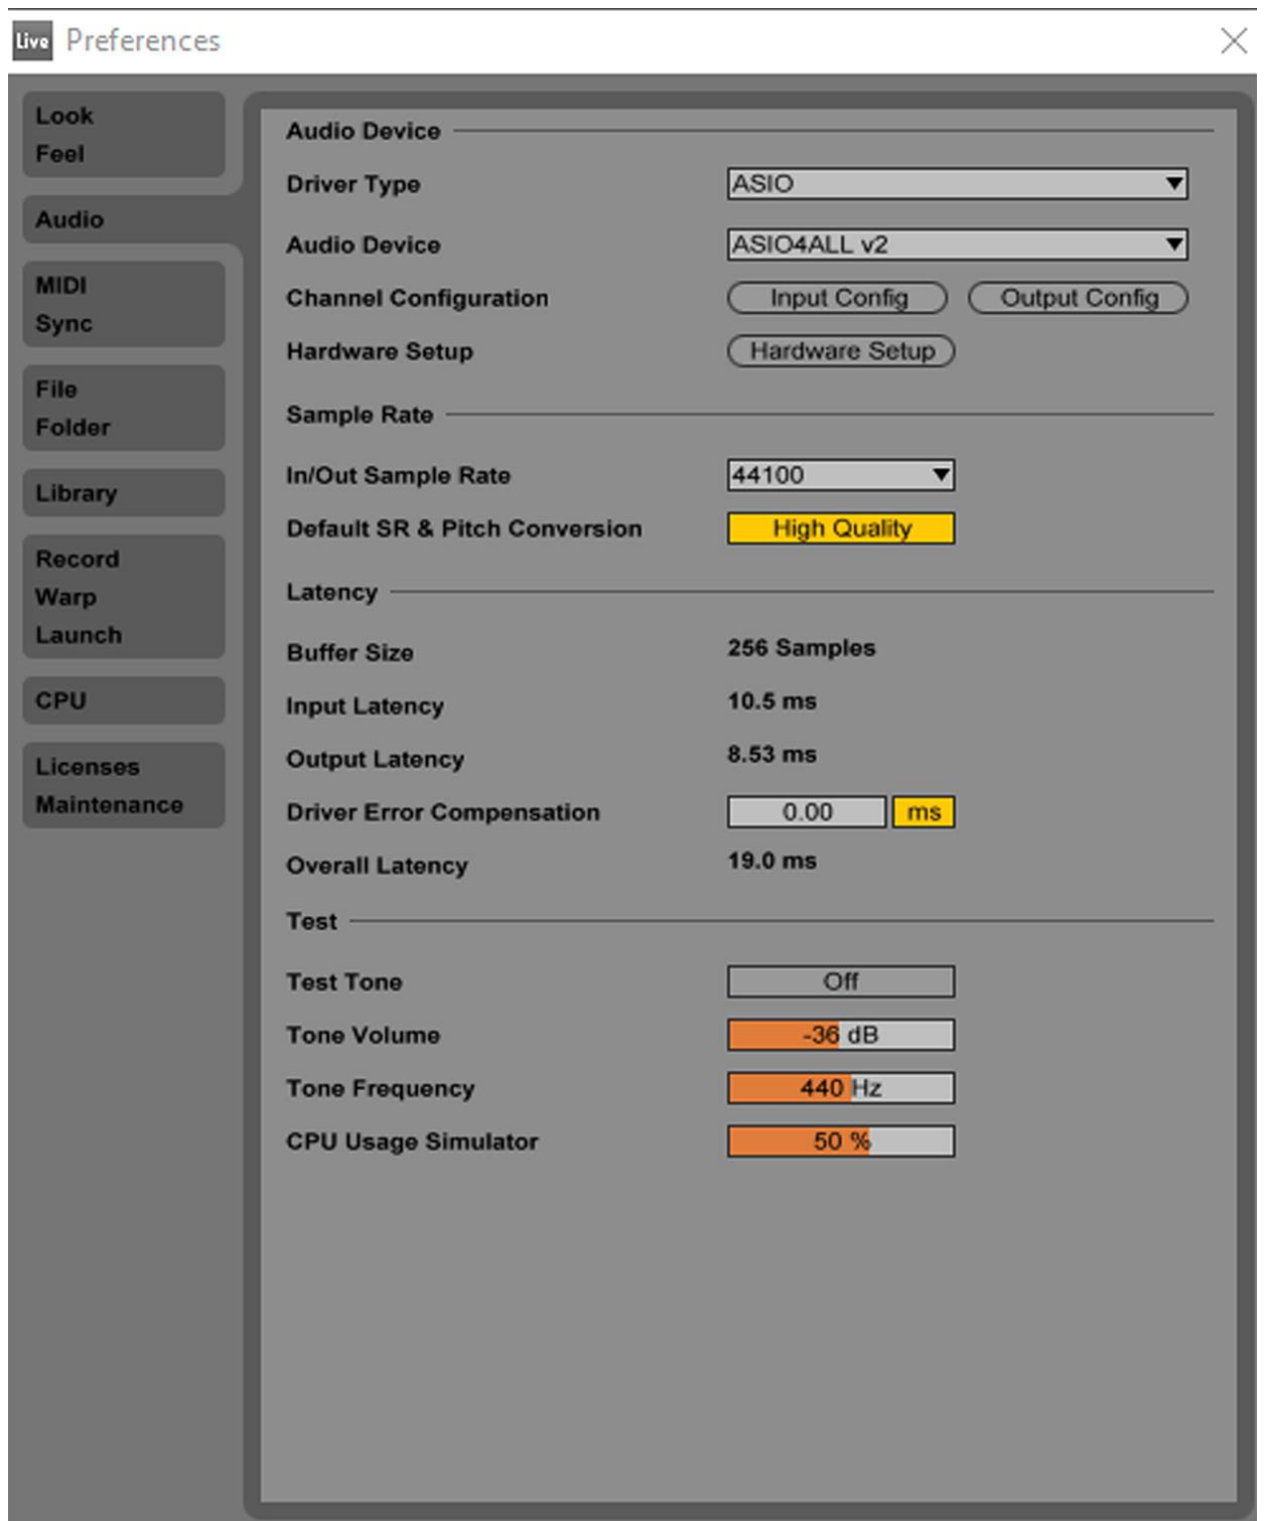 Live Preferences
Look
Feel
Audio
MIDI
Sync
File
Folder
Library
Record
Warp
Launch
CPU
Licenses
Maintenance
Audio Device
Driver Type ASIO
Audio Device ASIO4ALL v2
Channel Configuration Input Config Output Config
Hardware Setup Hardware Setup
Sample Rate
In/Out Sample Rate 44100
Default SR & Pitch Conversion High Quality
Latency
Buffer Size 256 Samples
Input Latency 10.5 ms
Output Latency 8.53 ms
Driver Error Compensation 0.00 ms
Overall Latency 19.0 ms
Test
Test Tone Off
Tone Volume -36 dB
Tone Frequency 440 Hz
CPU Usage Simulator 50 %